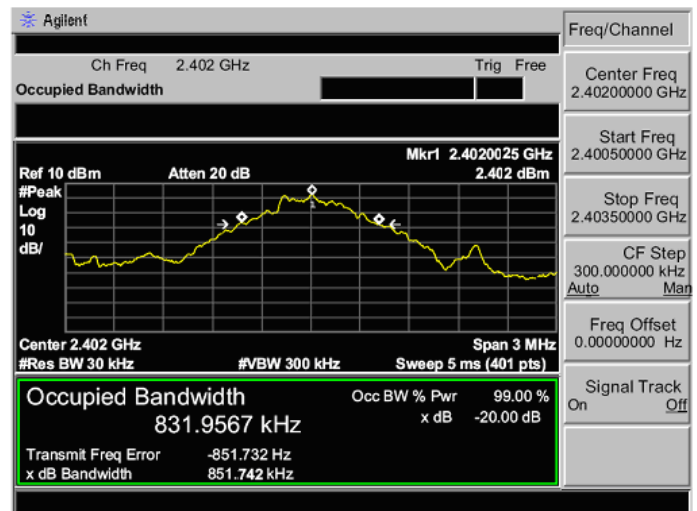 Agilent
Freq/Channel
Ch Freq 2.402 GHz Trig Free
Occupied Bandwidth
Center Freq
2.40200000 GHz
Start Freq
2.40050000 GHz
Stop Freq
2.40350000 GHz
CF Step
300.000000 kHz
Auto Man
Freq Offset
0.00000000 Hz
Signal Track
On Off
Mkr1 2.4020025 GHz
Ref 10 dBm Atten 20 dB 2.402 dBm
#Peak
Log
10
dB/
1
Center 2.402 GHz Span 3 MHz
#Res BW 30 kHz #VBW 300 kHz Sweep 5 ms (401 pts)
Occupied Bandwidth Occ BW % Pwr 99.00 %
831.9567 kHz x dB -20.00 dB
Transmit Freq Error -851.732 Hz
x dB Bandwidth 851.742 kHz